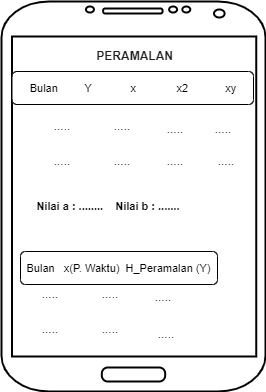 PERAMALAN
Bulan Y x x2 xy
..... ..... ..... .....
..... ..... ..... .....
Nilai a : ........ Nilai b : .......
Bulan x(P. Waktu) H_Peramalan (Y)
..... ..... .....
..... ..... .....